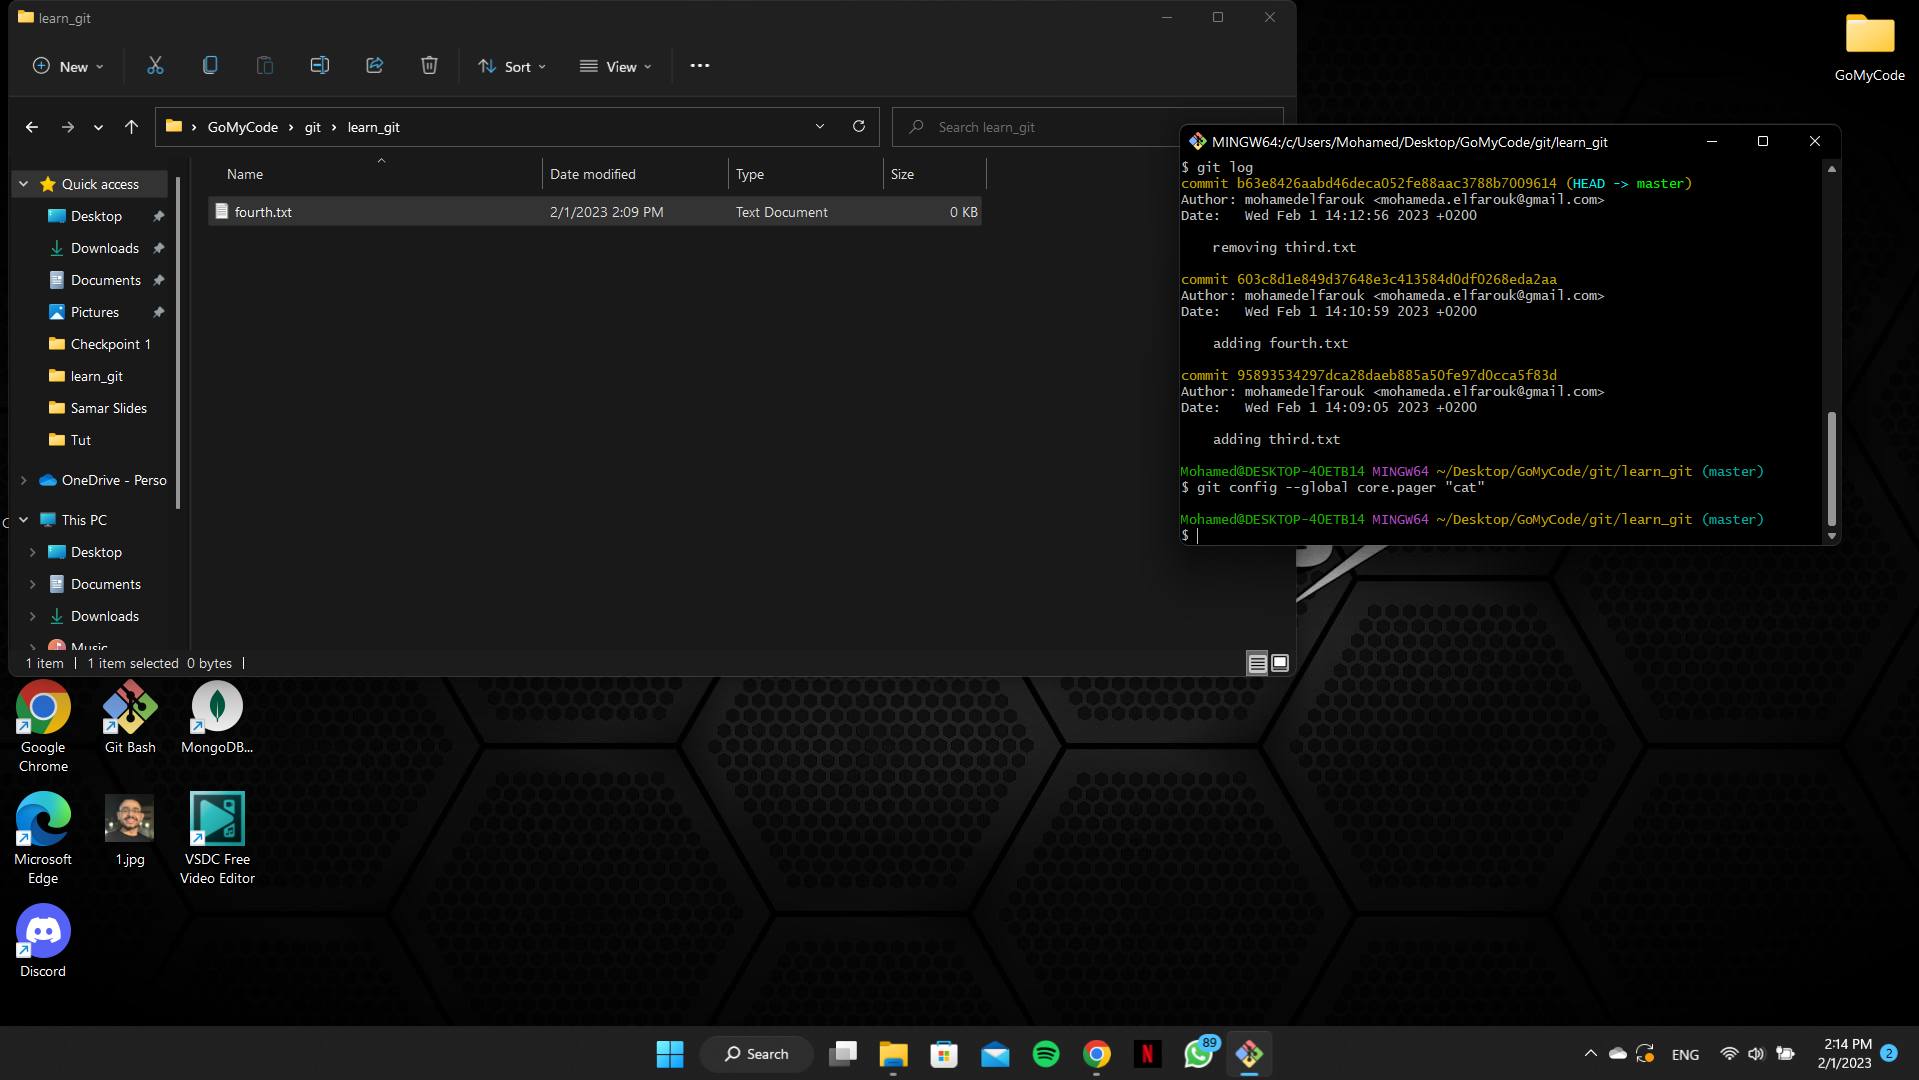 learn_git
New
Sort
View
GoMyCode
git
learn_git
Search learn_git
Name
Date modified
Type
Size
fourth.txt
2/1/2023 2:09 PM
Text Document
0 KB
Quick access
Desktop
Downloads
Documents
Pictures
Checkpoint 1
learn_git
Samar Slides
Tut
OneDrive - Perso
This PC
Desktop
Documents
Downloads
Music
1 item
1 item selected 0 bytes
GoMyCode
MINGW64:/c/Users/Mohamed/Desktop/GoMyCode/git/learn_git
$ git log
commit b63e8426aabd46deca052fe88aac3788b7009614 (HEAD -> master)
Author: mohamedelfarouk <mohameda.elfarouk@gmail.com>
Date:   Wed Feb 1 14:12:56 2023 +0200
removing third.txt
commit 603c8d1e849d37648e3c413584d0df0268eda2aa
Author: mohamedelfarouk <mohameda.elfarouk@gmail.com>
Date:   Wed Feb 1 14:10:59 2023 +0200
adding fourth.txt
commit 95893534297dca28daeb885a50fe97d0cca5f83d
Author: mohamedelfarouk <mohameda.elfarouk@gmail.com>
Date:   Wed Feb 1 14:09:05 2023 +0200
adding third.txt
Mohamed@DESKTOP-4OETB14 MINGW64 ~/Desktop/GoMyCode/git/learn_git (master)
$ git config --global core.pager "cat"
Mohamed@DESKTOP-4OETB14 MINGW64 ~/Desktop/GoMyCode/git/learn_git (master)
$
Google
Chrome
Git Bash
MongoDB...
Microsoft
Edge
1.jpg
VSDC Free
Video Editor
Discord
Search
N
89
ENG
2:14 PM
2/1/2023
2